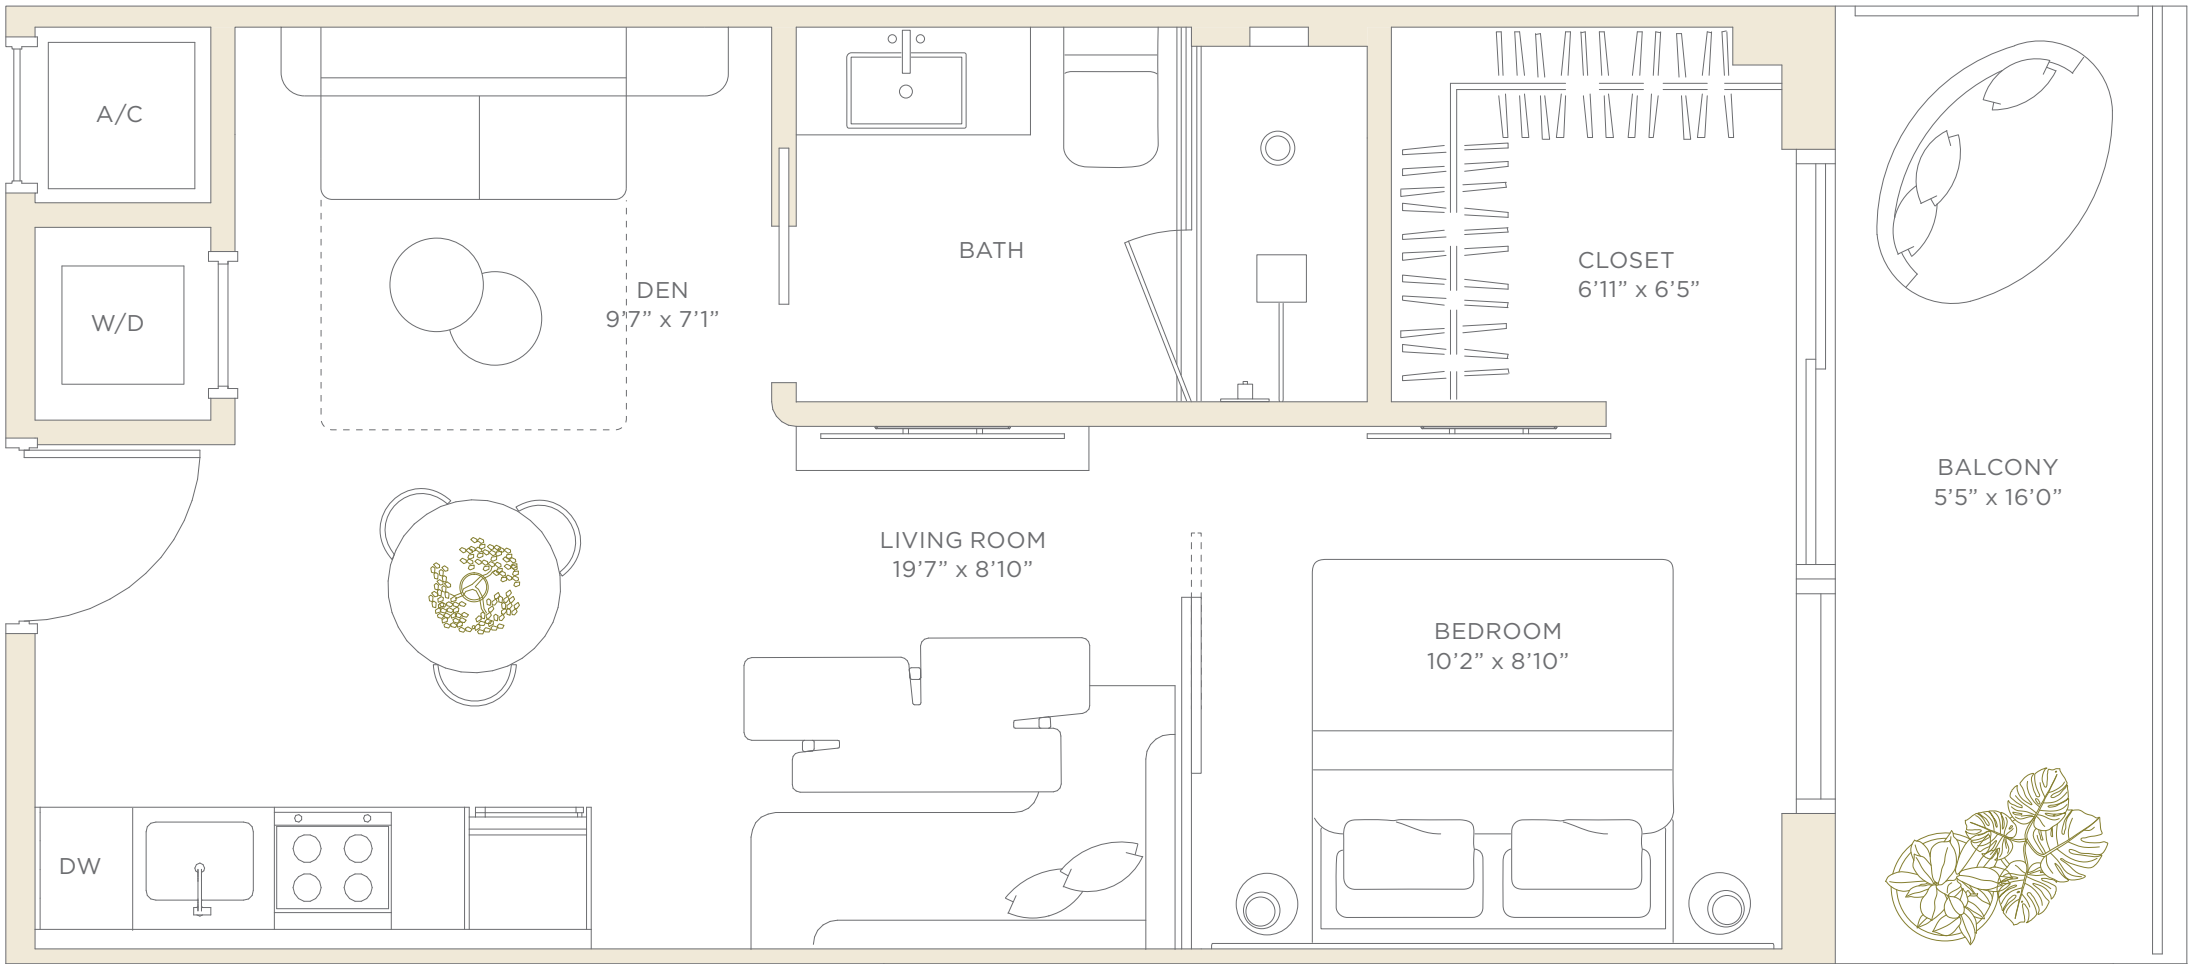 A/C
W/D
DEN
9’7” x 7’1”
BATH
CLOSET
6’11” x 6’5”
BALCONY
5’5” x 16’0”
LIVING ROOM
19’7” x 8’10”
BEDROOM
10’2” x 8’10”
DW